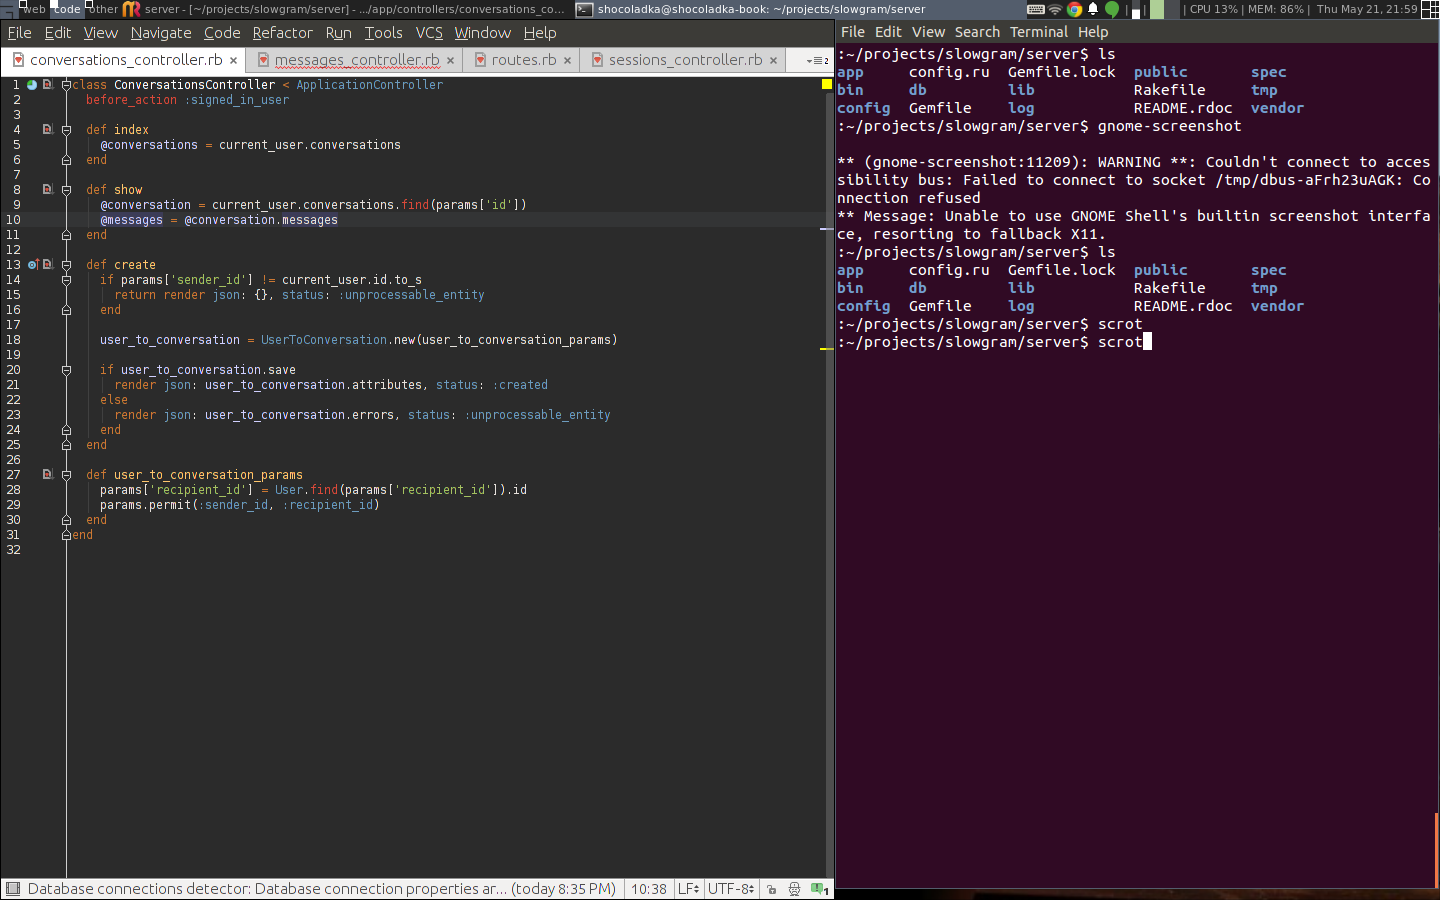 web code other server - [~/projects/slowgram/server] - .../app/controllers/conversations_co... shocoladka@shocoladka-book: ~/projects/slowgram/server | | CPU 13% | MEM: 86% | Thu May 21, 21:59
File Edit View Navigate Code Refactor Run Tools VCS Window Help
conversations_controller.rb × messages_controller.rb × routes.rb × sessions_controller.rb × 2
1 class ConversationsController < ApplicationController
2 before_action :signed_in_user
3
4 def index
5 @conversations = current_user.conversations
6 end
7
8 def show
9 @conversation = current_user.conversations.find(params['id'])
10 @messages = @conversation.messages
11 end
12
13 def create
14 if params['sender_id'] != current_user.id.to_s
15 return render json: {}, status: :unprocessable_entity
16 end
17
18 user_to_conversation = UserToConversation.new(user_to_conversation_params)
19
20 if user_to_conversation.save
21 render json: user_to_conversation.attributes, status: :created
22 else
23 render json: user_to_conversation.errors, status: :unprocessable_entity
24 end
25 end
26
27 def user_to_conversation_params
28 params['recipient_id'] = User.find(params['recipient_id']).id
29 params.permit(:sender_id, :recipient_id)
30 end
31 end
32
Database connections detector: Database connection properties ar... (today 8:35 PM) 10:38 LF UTF-8 1
File Edit View Search Terminal Help
:~/projects/slowgram/server$ ls
app config.ru Gemfile.lock public spec
bin db lib Rakefile tmp
config Gemfile log README.rdoc vendor
:~/projects/slowgram/server$ gnome-screenshot
** (gnome-screenshot:11209): WARNING **: Couldn't connect to acces
sibility bus: Failed to connect to socket /tmp/dbus-aFrh23uAGK: Co
nnection refused
** Message: Unable to use GNOME Shell's builtin screenshot interfa
ce, resorting to fallback X11.
:~/projects/slowgram/server$ ls
app config.ru Gemfile.lock public spec
bin db lib Rakefile tmp
config Gemfile log README.rdoc vendor
:~/projects/slowgram/server$ scrot
:~/projects/slowgram/server$ scrot